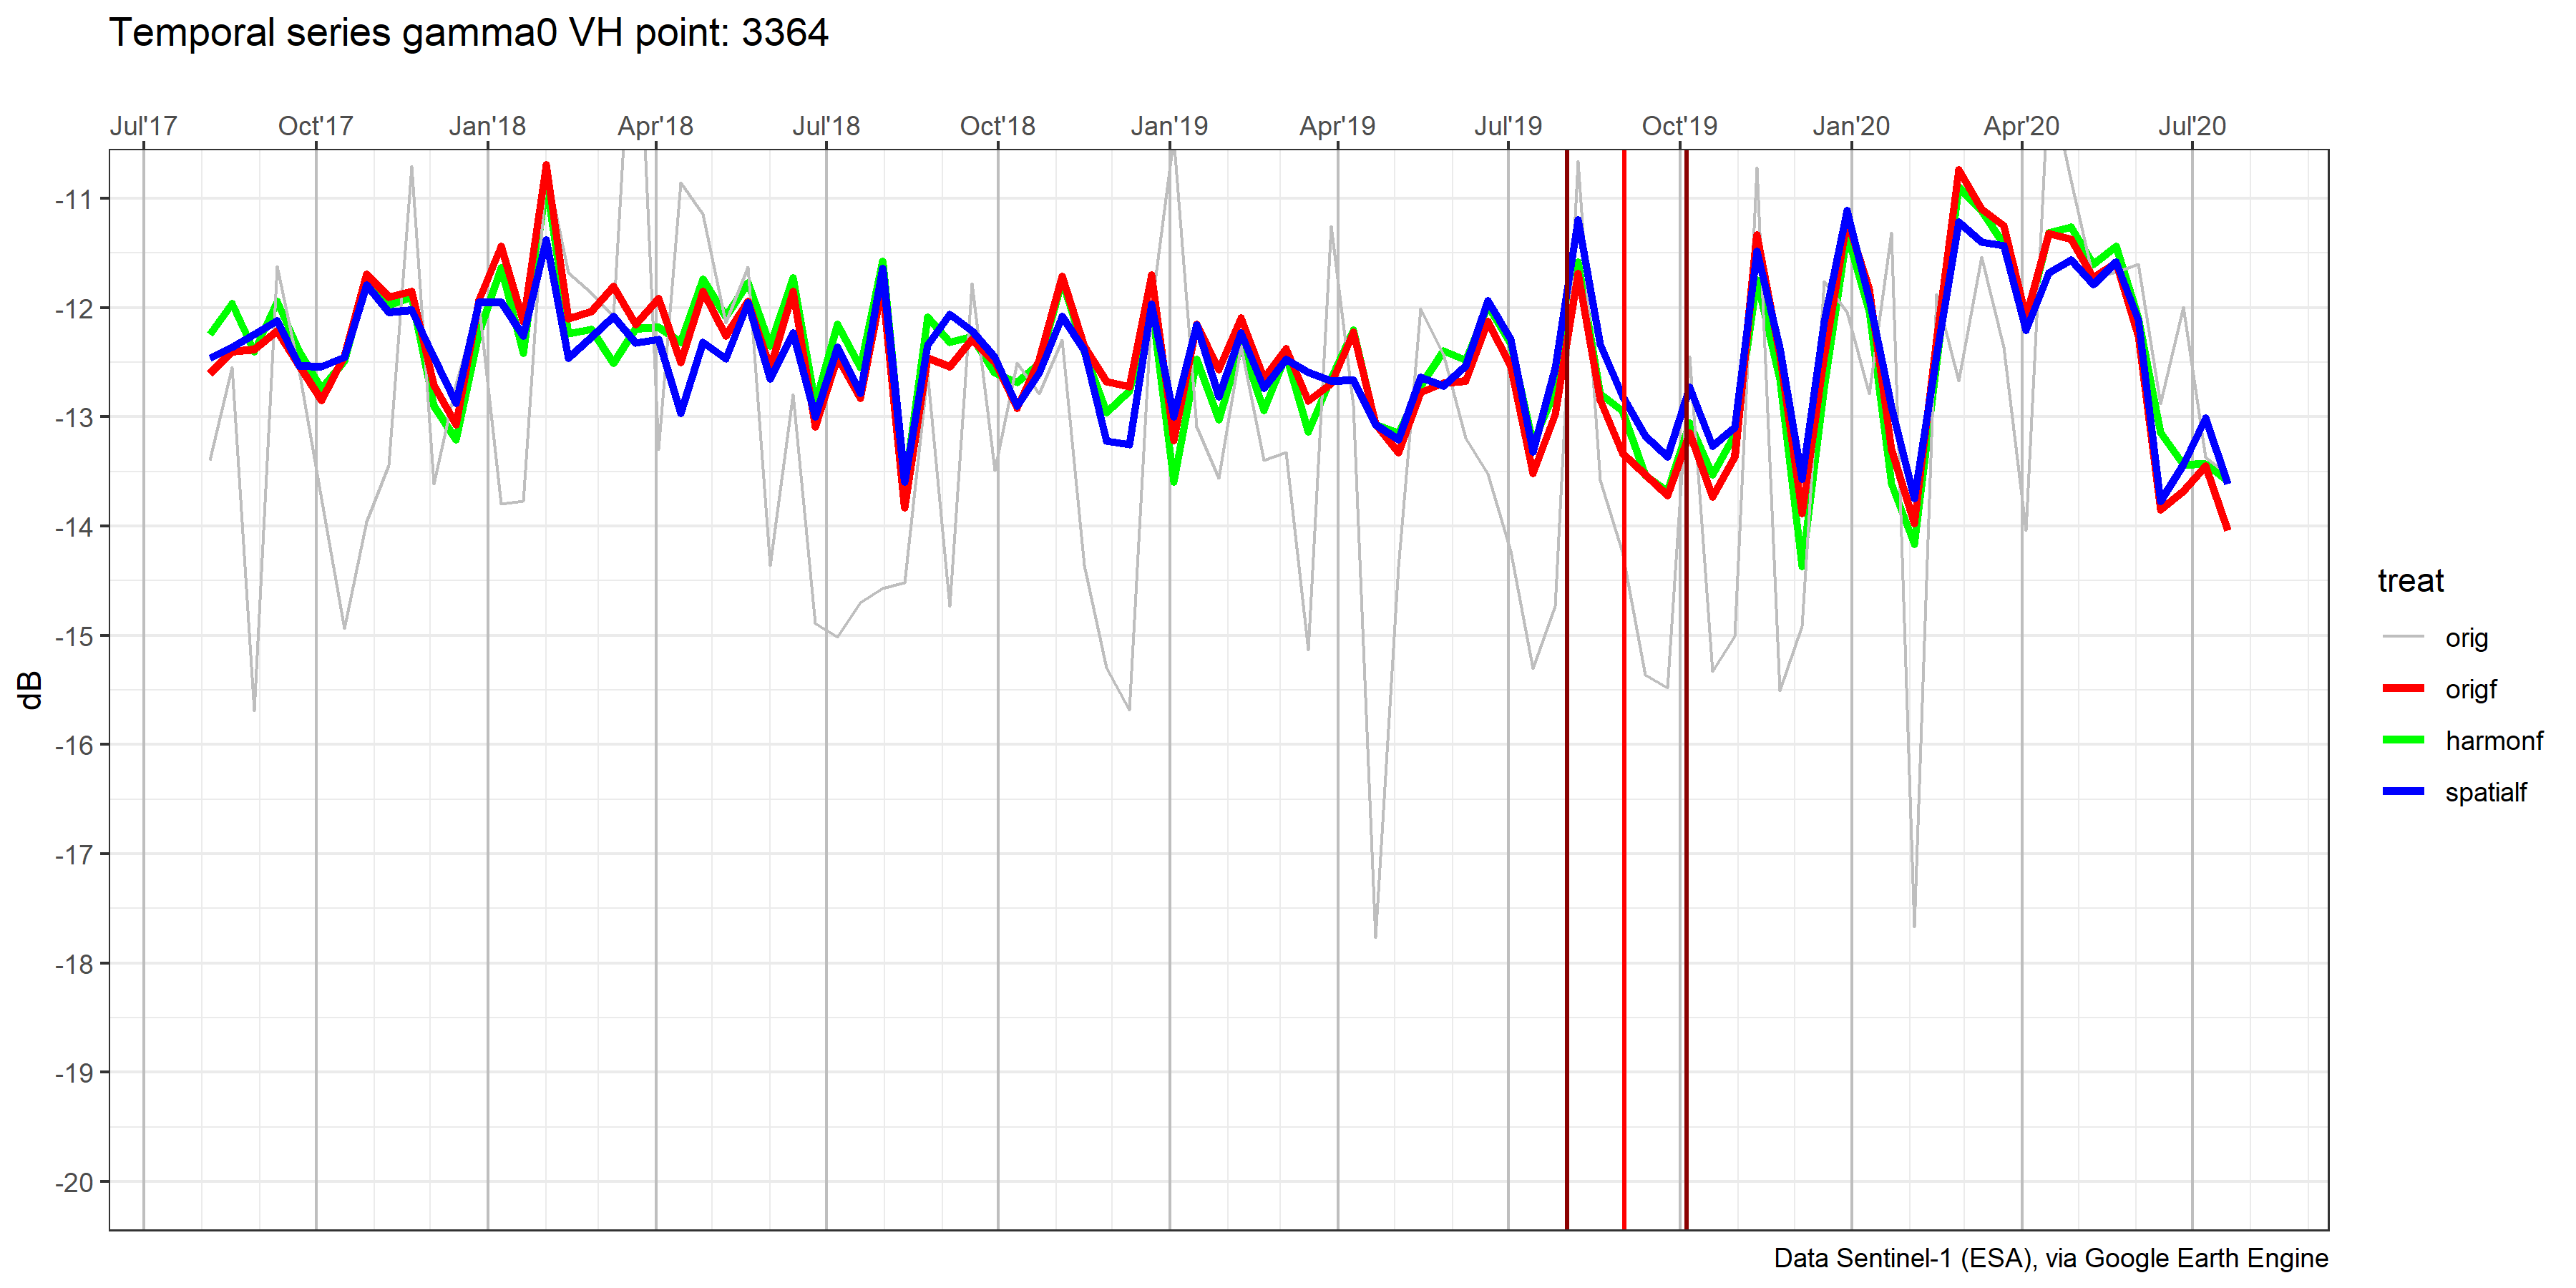 Temporal series gamma0 VH point: 3364
Jul'17 Oct'17 Jan'18 Apr'18 Jul'18 Oct'18 Jan'19 Apr'19 Jul'19 Oct'19 Jan'20 Apr'20 Jul'20
-11
-12
-13
-14
-15
-16
-17
-18
-19
-20
dB
treat
orig
origf
harmonf
spatialf
Data Sentinel-1 (ESA), via Google Earth Engine